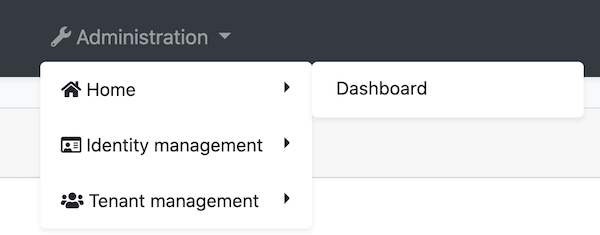 Administration
Home
Dashboard
Identity management
Tenant management